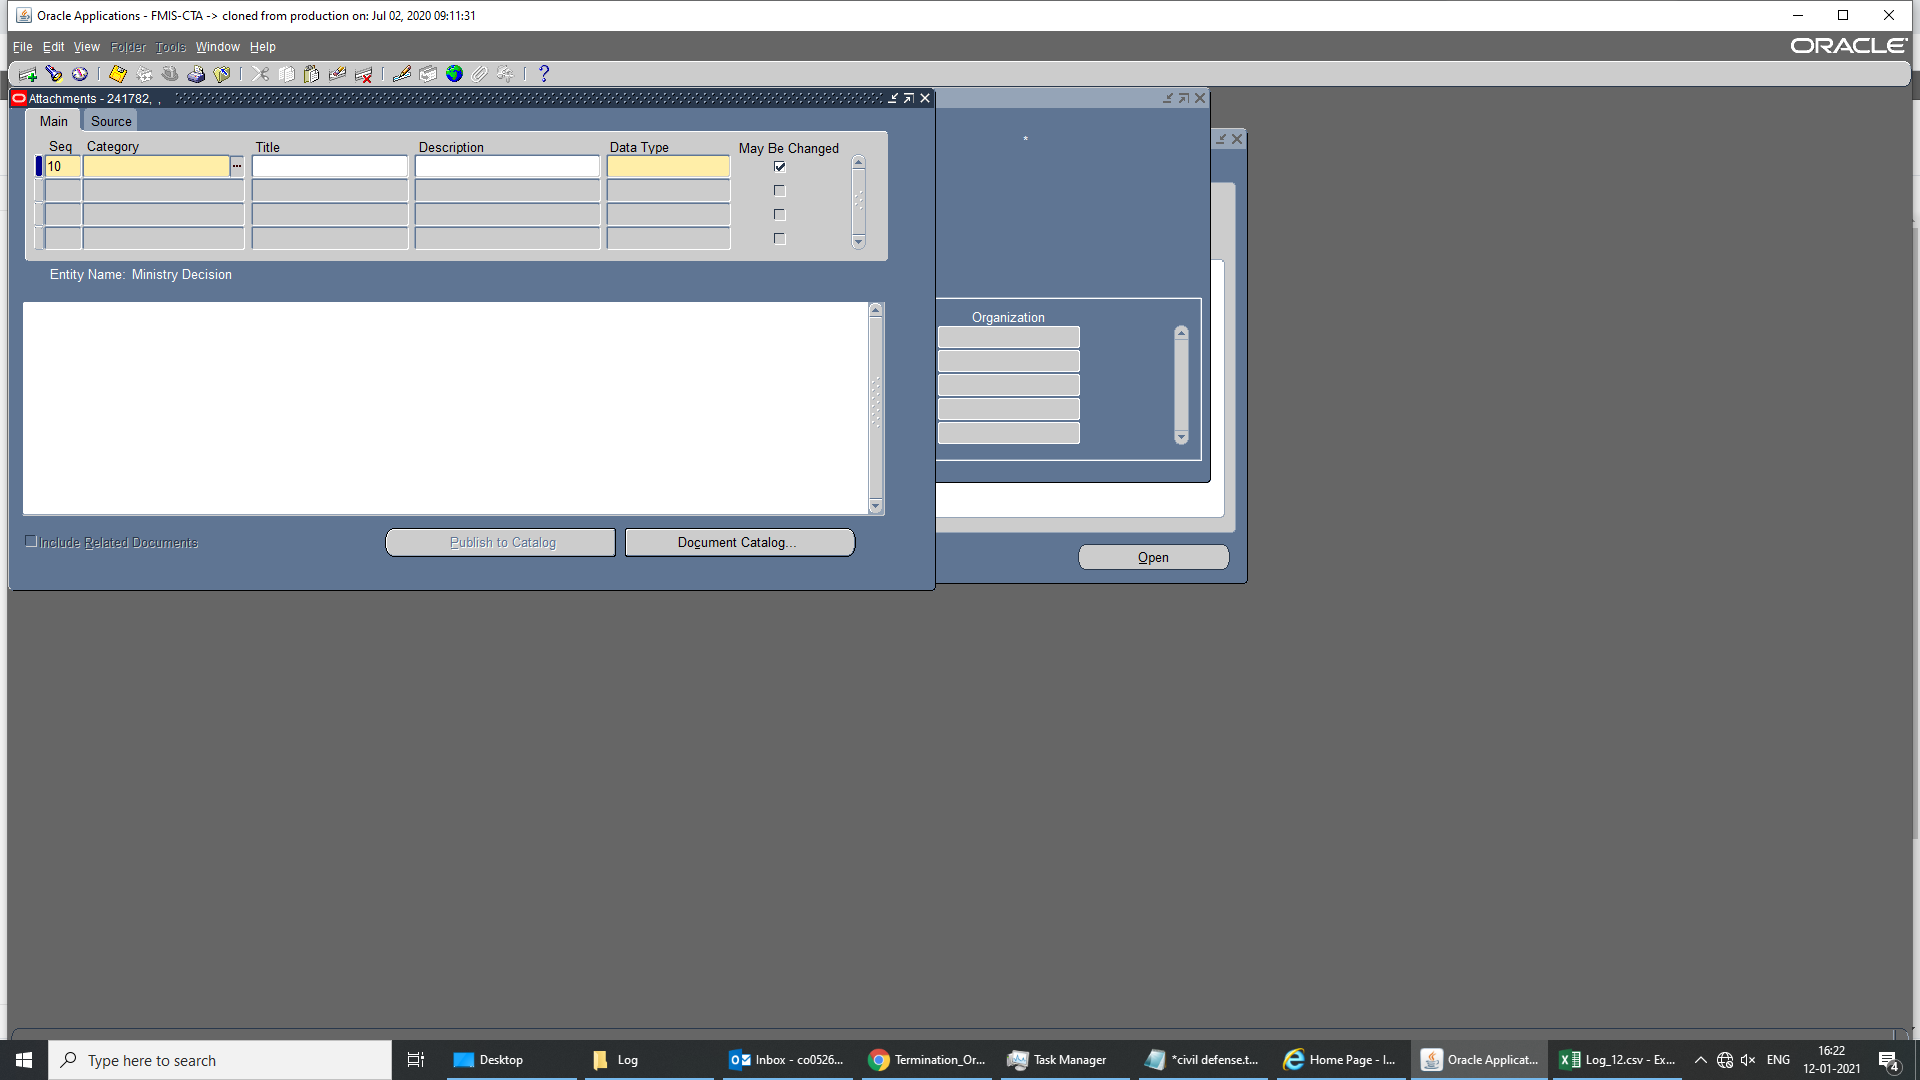 Oracle Applications - FMIS-CTA -> cloned from production on: Jul 02, 2020 09:11:31
File Edit View Folder Tools Window Help
ORACLE
Attachments - 241782, ,
Main Source
Seq Category Title Description Data Type May Be Changed
10
*
Entity Name: Ministry Decision
Organization
Include Related Documents
Publish to Catalog
Document Catalog...
Open
Type here to search
Desktop
Log
Inbox - co0526...
Termination_Or...
Task Manager
*civil defense.t...
Home Page - I...
Oracle Applicat...
Log_12.csv - Ex...
ENG
16:22
12-01-2021
4